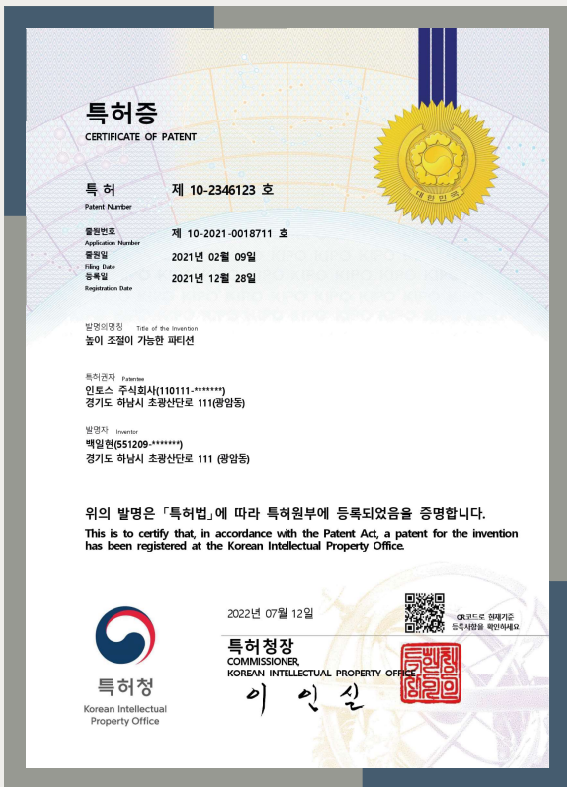 특허증
CERTIFICATE OF PATENT
대한민국
특 허 제 10-2346123 호
Patent Number
출원번호 제 10-2021-0018711 호
Application Number
출원일 2021년 02월 09일
Filing Date
등록일 2021년 12월 28일
Registration Date
발명의명칭 Title of the Invention
높이 조절이 가능한 파티션
특허권자 Patentee
인토스 주식회사(110111-*******)
경기도 하남시 초광산단로 111(광암동)
발명자 Inventor
백일현(551209-*******)
경기도 하남시 초광산단로 111 (광암동)
위의 발명은 「특허법」에 따라 특허원부에 등록되었음을 증명합니다.
This is to certify that, in accordance with the Patent Act, a patent for the invention
has been registered at the Korean Intellectual Property Office.
2022년 07월 12일
QR코드로 현재기준
등록사항을 확인하세요
특허청장
COMMISSIONER,
KOREAN INTELLECTUAL PROPERTY OFFICE
이 인 실
특허청
Korean Intellectual
Property Office